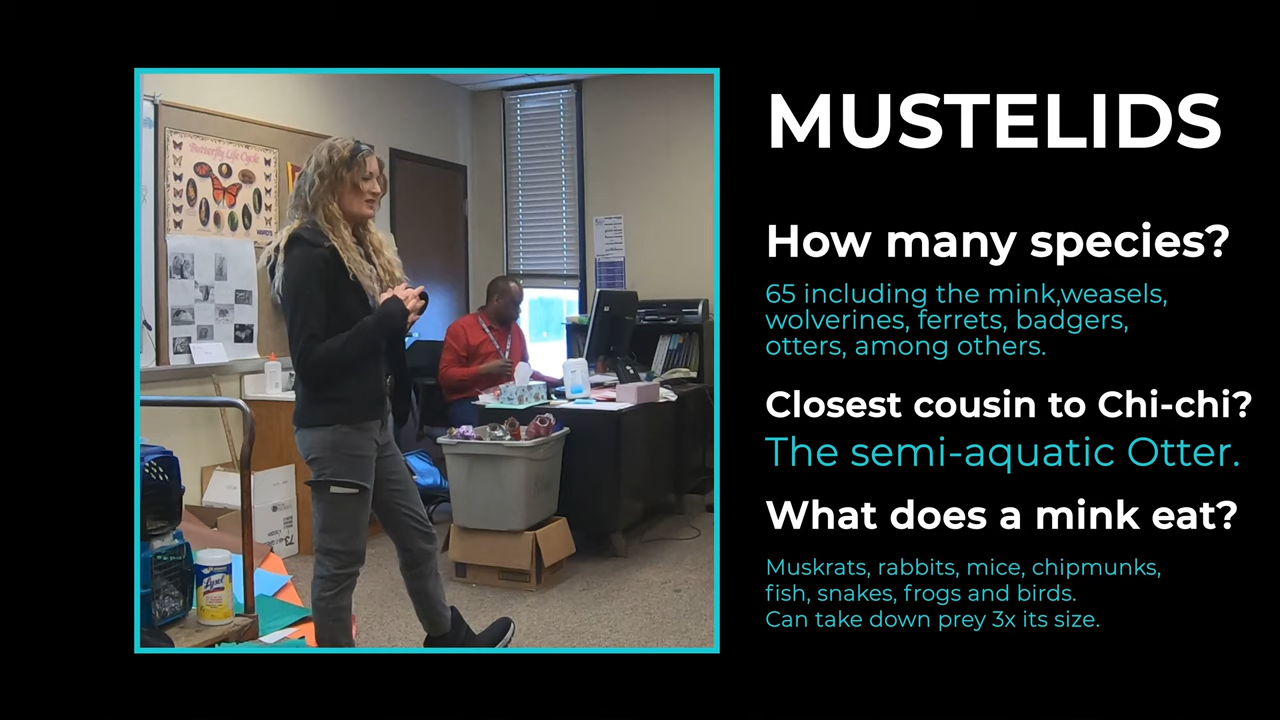 MUSTELIDS
How many species?
65 including the mink,weasels,
wolverines, ferrets, badgers,
otters, among others.
Closest cousin to Chi-chi?
The semi-aquatic Otter.
What does a mink eat?
Muskrats, rabbits, mice, chipmunks,
fish, snakes, frogs and birds.
Can take down prey 3x its size.
Butterfly Life Cycle
Lysol